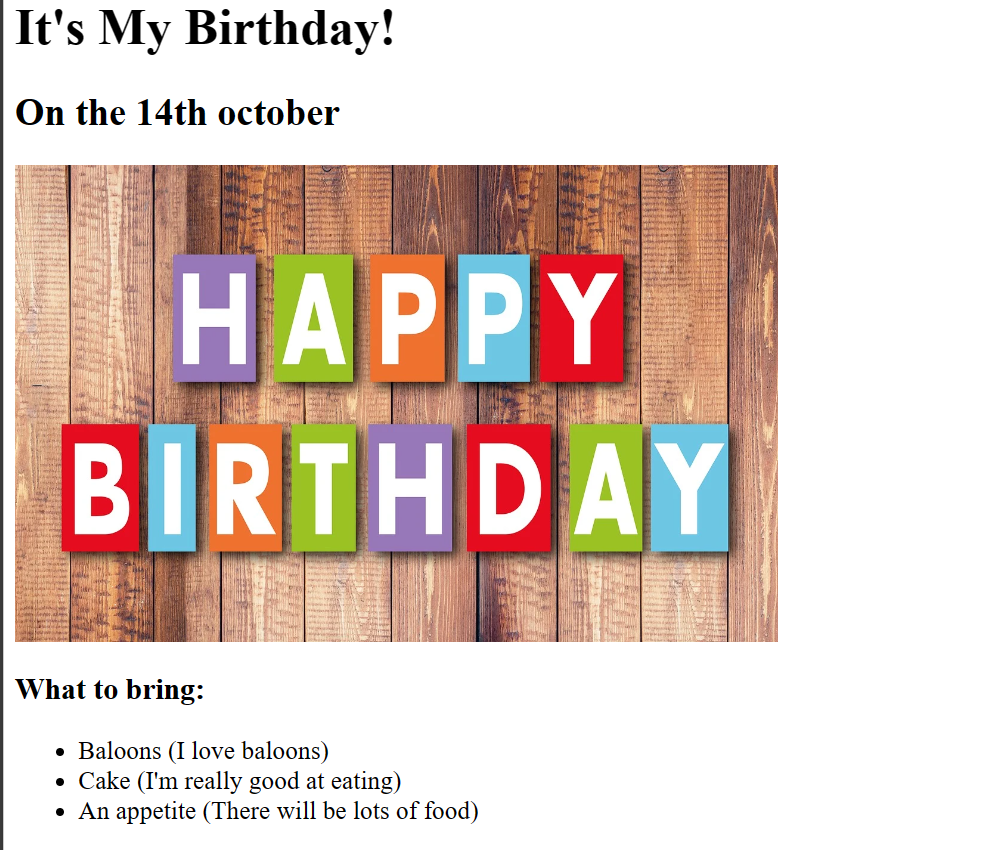 It's My Birthday!
On the 14th october
HAPPY
BIRTHDAY
What to bring:
Baloons (I love baloons)
Cake (I'm really good at eating)
An appetite (There will be lots of food)